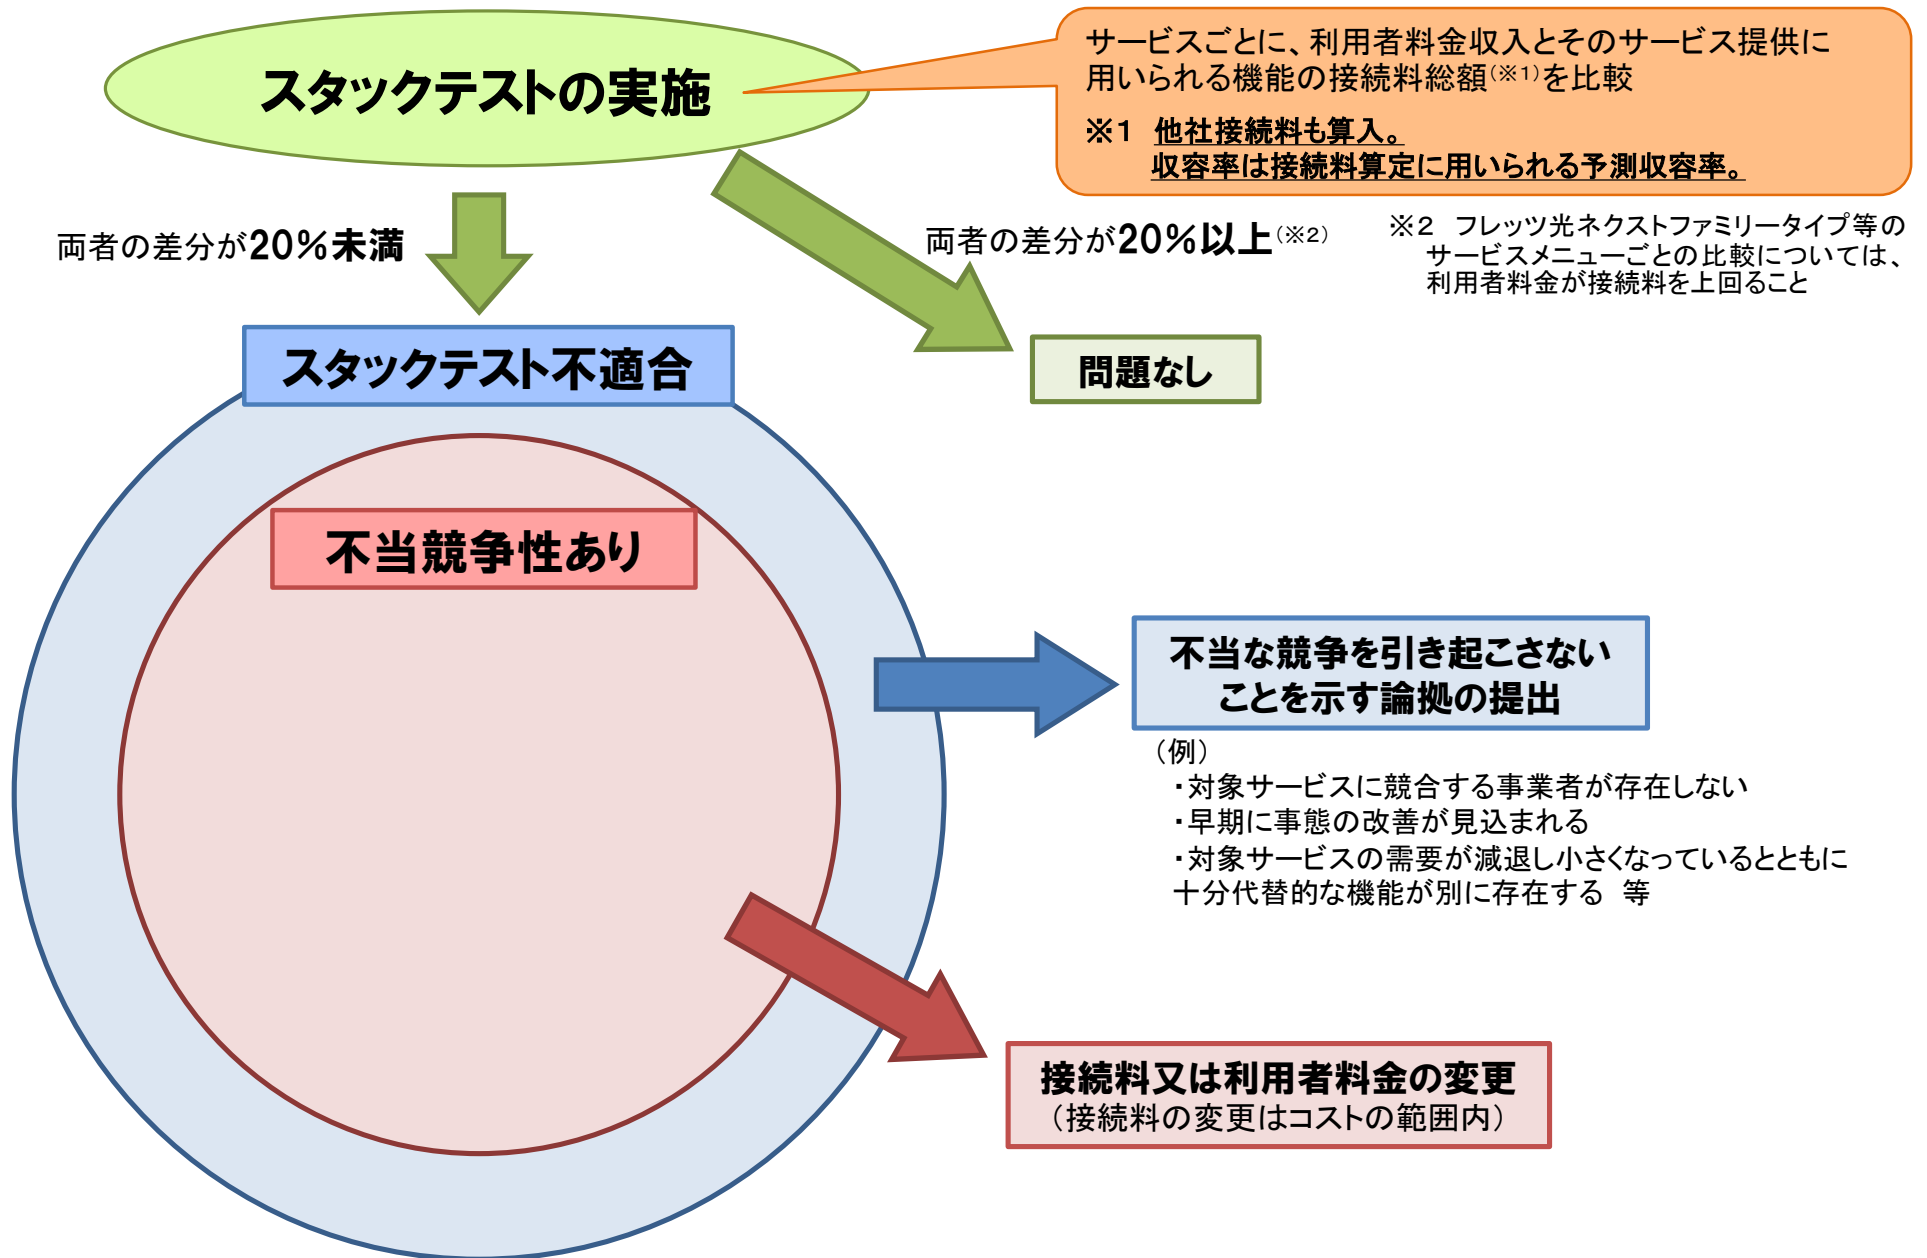 スタックテストの実施
サービスごとに、利用者料金収入とそのサービス提供に
用いられる機能の接続料総額(※1)を比較
※1 他社接続料も算入。
収容率は接続料算定に用いられる予測収容率。
両者の差分が20%未満
両者の差分が20%以上(※2)
※2 フレッツ光ネクストファミリータイプ等の
サービスメニューごとの比較については、
利用者料金が接続料を上回ること
スタックテスト不適合
問題なし
不当競争性あり
不当な競争を引き起こさない
ことを示す論拠の提出
(例)
・対象サービスに競合する事業者が存在しない
・早期に事態の改善が見込まれる
・対象サービスの需要が減退し小さくなっているとともに
十分代替的な機能が別に存在する 等
接続料又は利用者料金の変更
(接続料の変更はコストの範囲内)